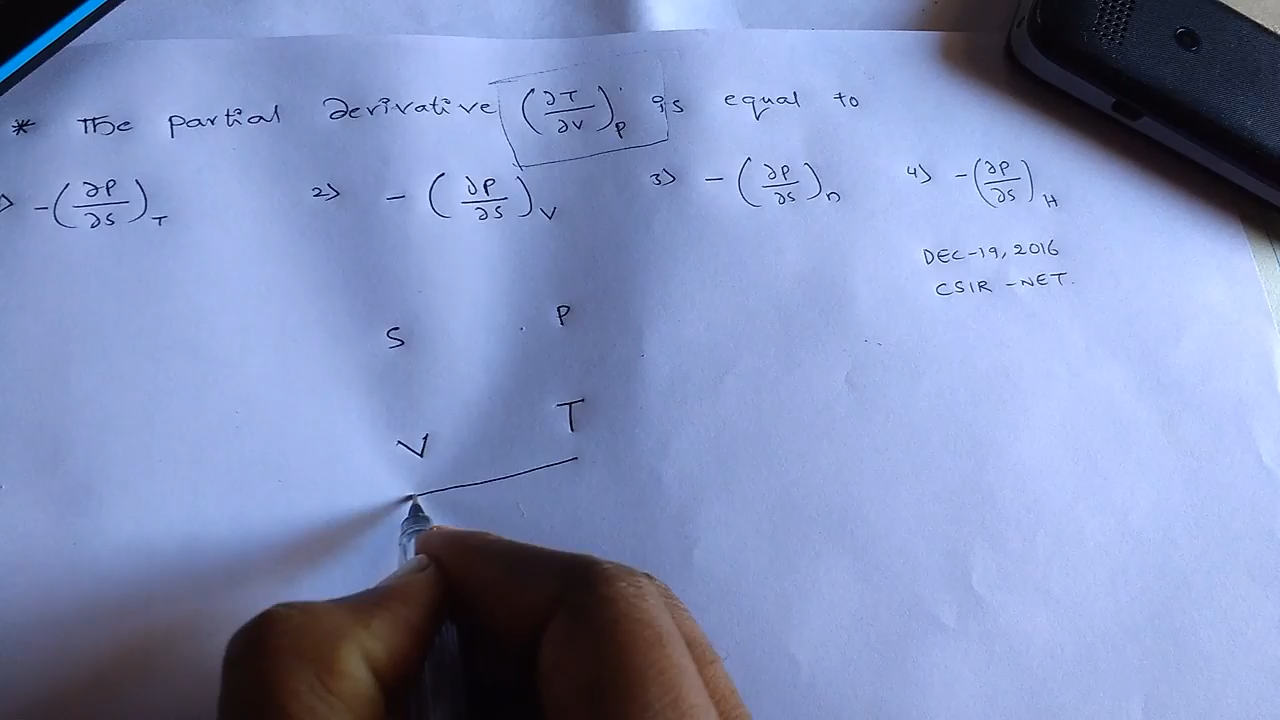 * The partial derivative (∂T/∂V)_P is equal to
1) -(∂P/∂S)_T 2) -(∂P/∂S)_V 3) -(∂P/∂S)_n 4) -(∂P/∂S)_H
DEC-19, 2016
CSIR -NET.
S P
V T